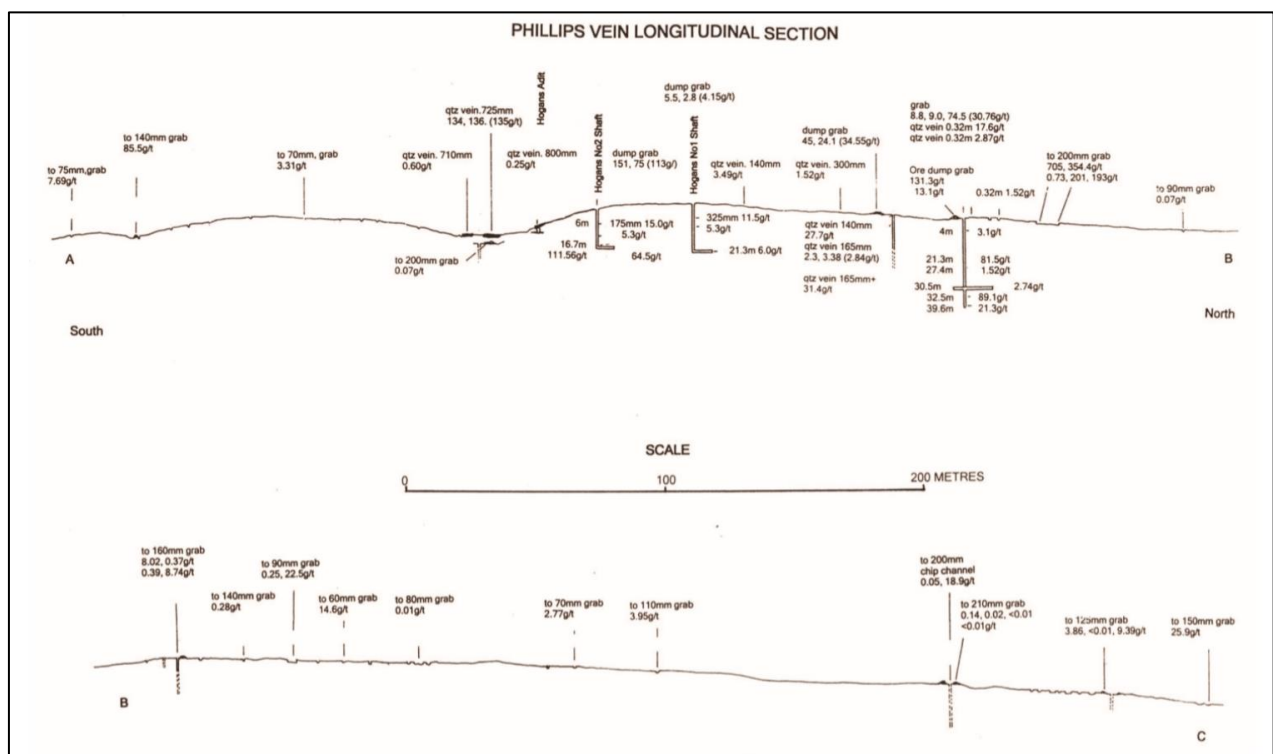 PHILLIPS VEIN LONGITUDINAL SECTION
to 75mm,grab
7.69g/t
to 140mm grab
85.5g/t
to 70mm, grab
3.31g/t
qtz vein. 710mm
0.60g/t
qtz vein.725mm
134, 136. (135g/t)
to 200mm grab
0.07g/t
Hogans Adit
qtz vein. 800mm
0.25g/t
Hogans No2 Shaft
6m
16.7m
111.56g/t
dump grab
151, 75 (113g/)
175mm 15.0g/t
5.3g/t
64.5g/t
dump grab
5.5, 2.8 (4.15g/t)
Hogans No1 Shaft
325mm 11.5g/t
5.3g/t
21.3m 6.0g/t
qtz vein. 140mm
3.49g/t
dump grab
45, 24.1 (34.55g/t)
qtz vein. 300mm
1.52g/t
qtz vein 140mm
27.7g/t
qtz vein 165mm
2.3, 3.38 (2.84g/t)
qtz vein 165mm+
31.4g/t
grab
8.8, 9.0, 74.5 (30.76g/t)
qtz vein 0.32m 17.6g/t
qtz vein 0.32m 2.87g/t
Ore dump grab
131.3g/t
13.1g/t
0.32m 1.52g/t
4m
3.1g/t
21.3m
81.5g/t
27.4m
1.52g/t
30.5m
2.74g/t
32.5m
89.1g/t
39.6m
21.3g/t
to 200mm grab
705, 354.4g/t
0.73, 201, 193g/t
to 90mm grab
0.07g/t
A
B
South
North
SCALE
0
100
200 METRES
to 160mm grab
8.02, 0.37g/t
0.39, 8.74g/t
to 140mm grab
0.28g/t
to 90mm grab
0.25, 22.5g/t
to 60mm grab
14.6g/t
to 80mm grab
0.01g/t
to 70mm grab
2.77g/t
to 110mm grab
3.95g/t
to 200mm
chip channel
0.05, 18.9g/t
to 210mm grab
0.14, 0.02, <0.01
<0.01g/t
to 125mm grab
3.86, <0.01, 9.39g/t
to 150mm grab
25.9g/t
B
C